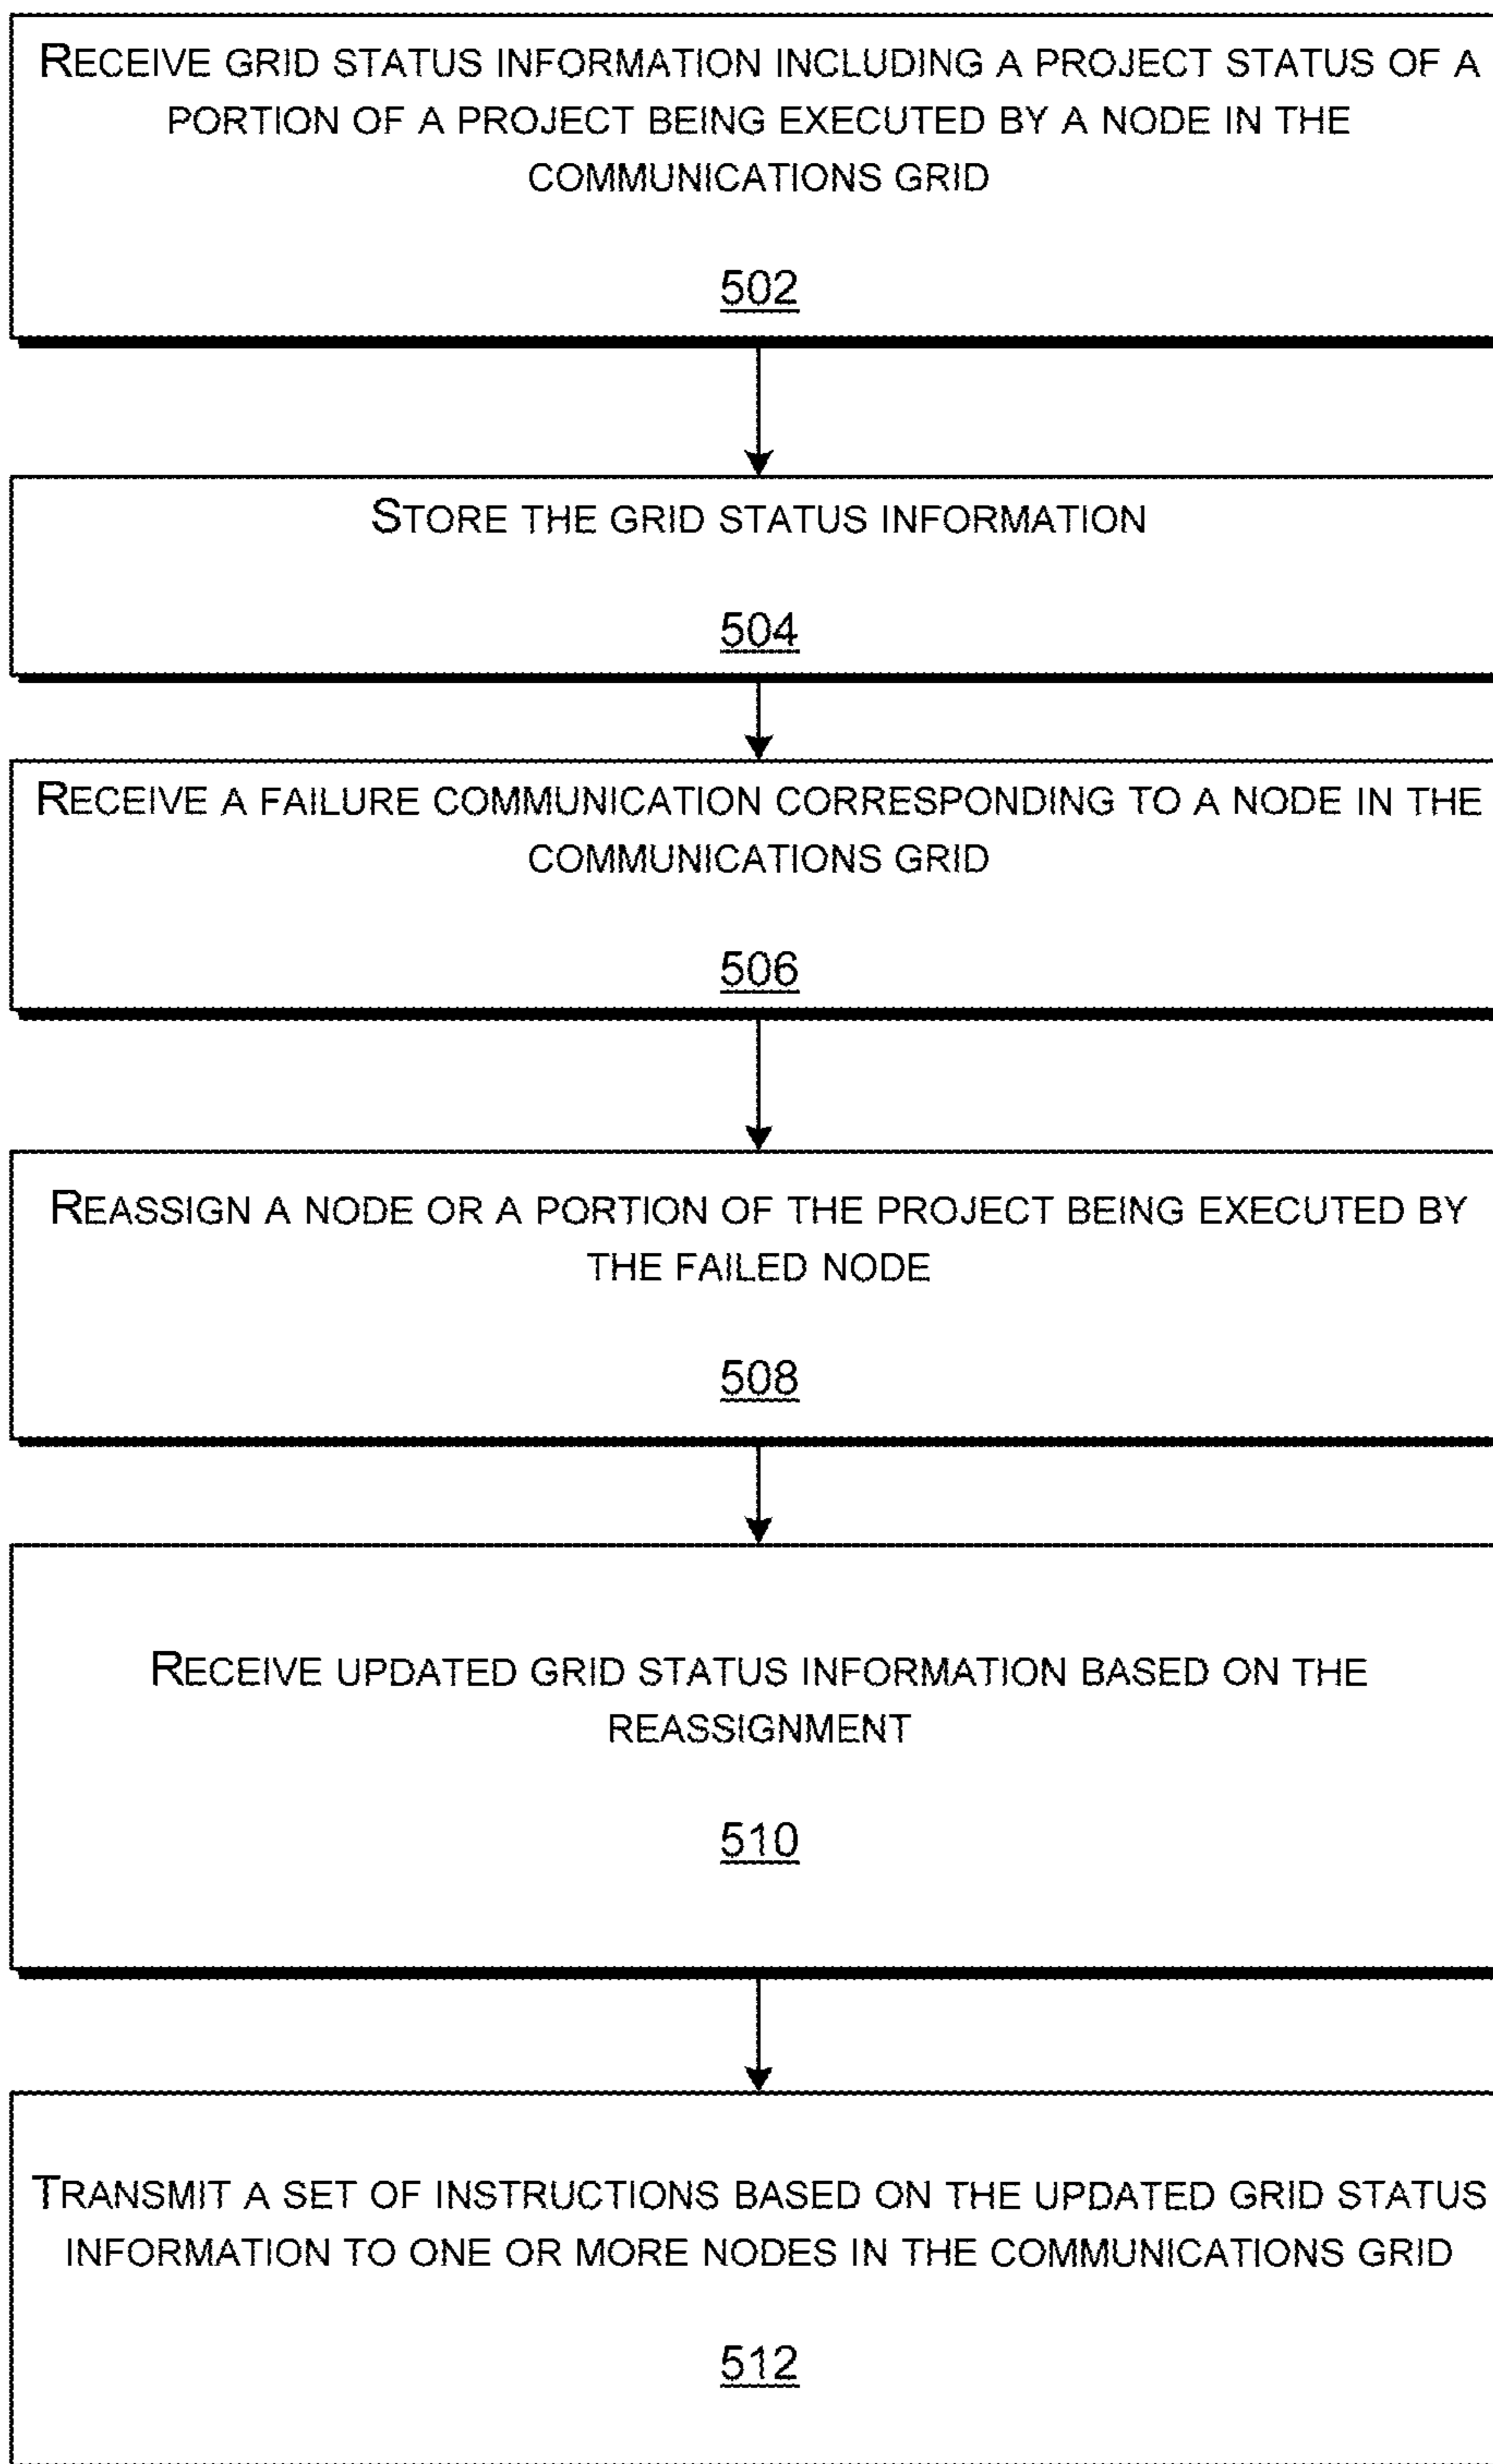 RECEIVE GRID STATUS INFORMATION INCLUDING A PROJECT STATUS OF A
PORTION OF A PROJECT BEING EXECUTED BY A NODE IN THE
COMMUNICATIONS GRID
502
STORE THE GRID STATUS INFORMATION
504
RECEIVE A FAILURE COMMUNICATION CORRESPONDING TO A NODE IN THE
COMMUNICATIONS GRID
506
REASSIGN A NODE OR A PORTION OF THE PROJECT BEING EXECUTED BY
THE FAILED NODE
508
RECEIVE UPDATED GRID STATUS INFORMATION BASED ON THE
REASSIGNMENT
510
TRANSMIT A SET OF INSTRUCTIONS BASED ON THE UPDATED GRID STATUS
INFORMATION TO ONE OR MORE NODES IN THE COMMUNICATIONS GRID
512